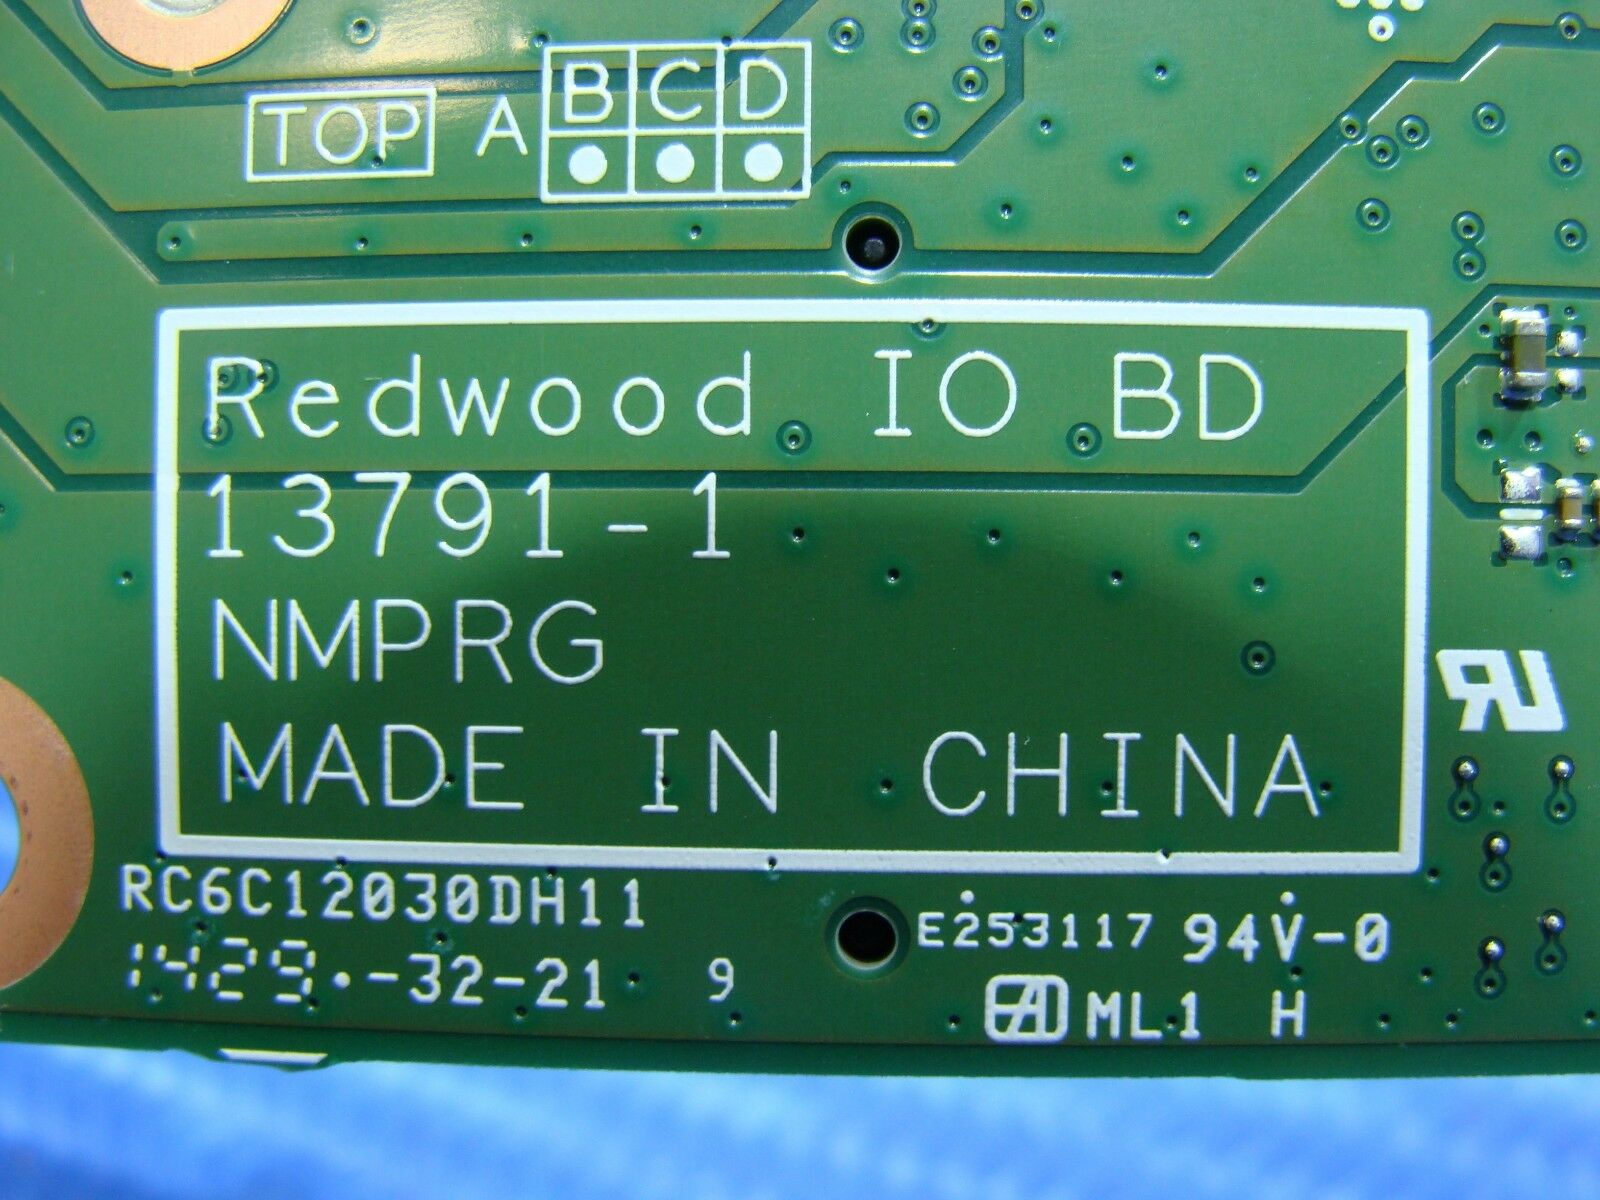 TOP A B C D
Redwood IO BD
13791-1
NMPRG
MADE IN CHINA
RC6C12030DH11
E253117 94V-0
1429.-32-21 9
ML1 H